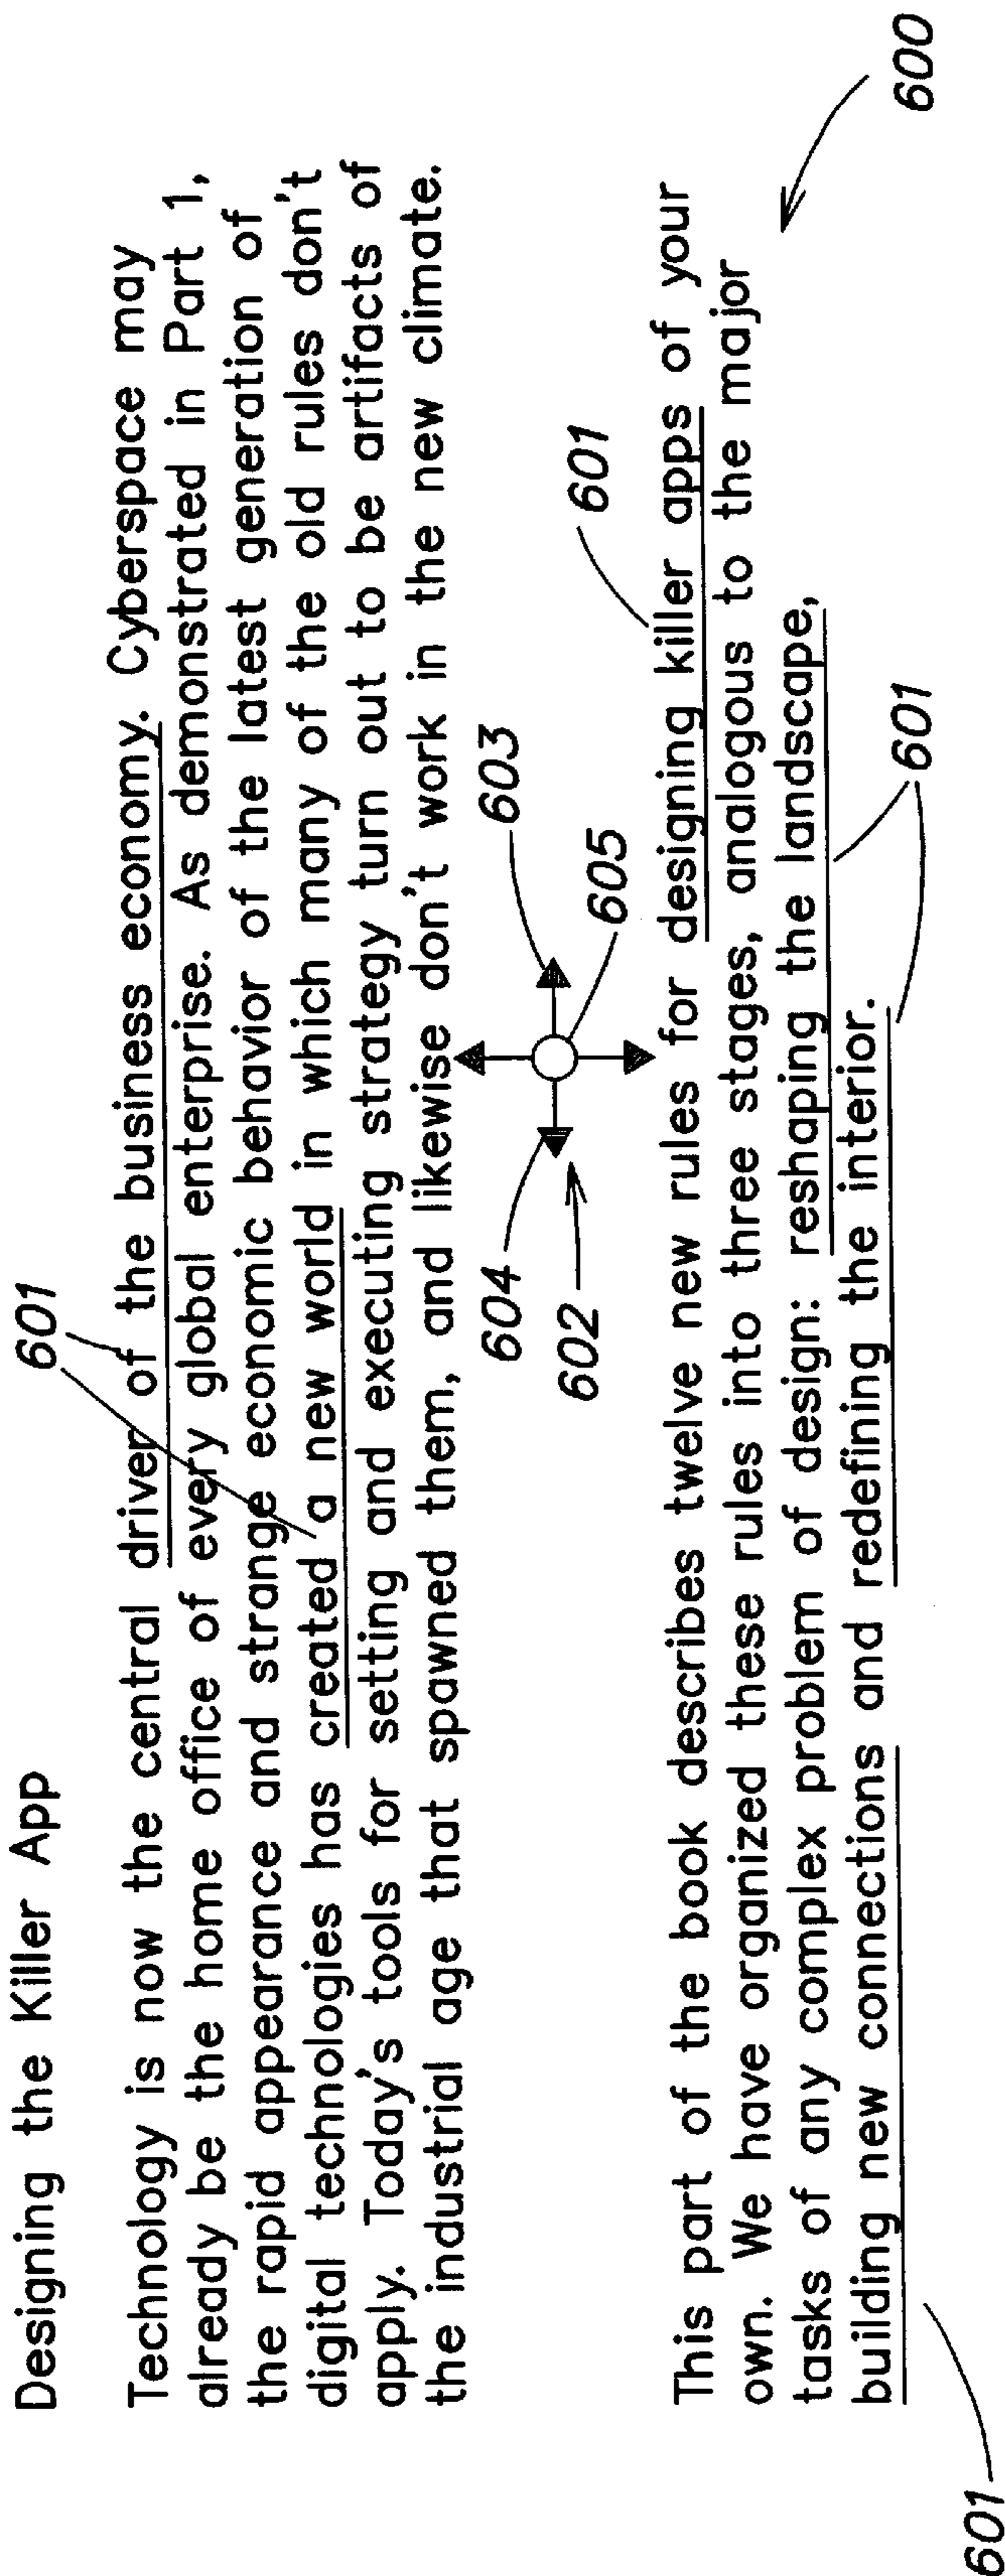 Designing the Killer App
601
Technology is now the central driver of the business economy. Cyberspace may
already be the home office of every global enterprise. As demonstrated in Part 1,
the rapid appearance and strange economic behavior of the latest generation of
digital technologies has created a new world in which many of the old rules don't
apply. Today's tools for setting and executing strategy turn out to be artifacts of
the industrial age that spawned them, and likewise don't work in the new climate.
604
603
602
605
601
This part of the book describes twelve new rules for designing killer apps of your
own. We have organized these rules into three stages, analogous to the major
tasks of any complex problem of design: reshaping the landscape,
building new connections and redefining the interior.
601
601
600